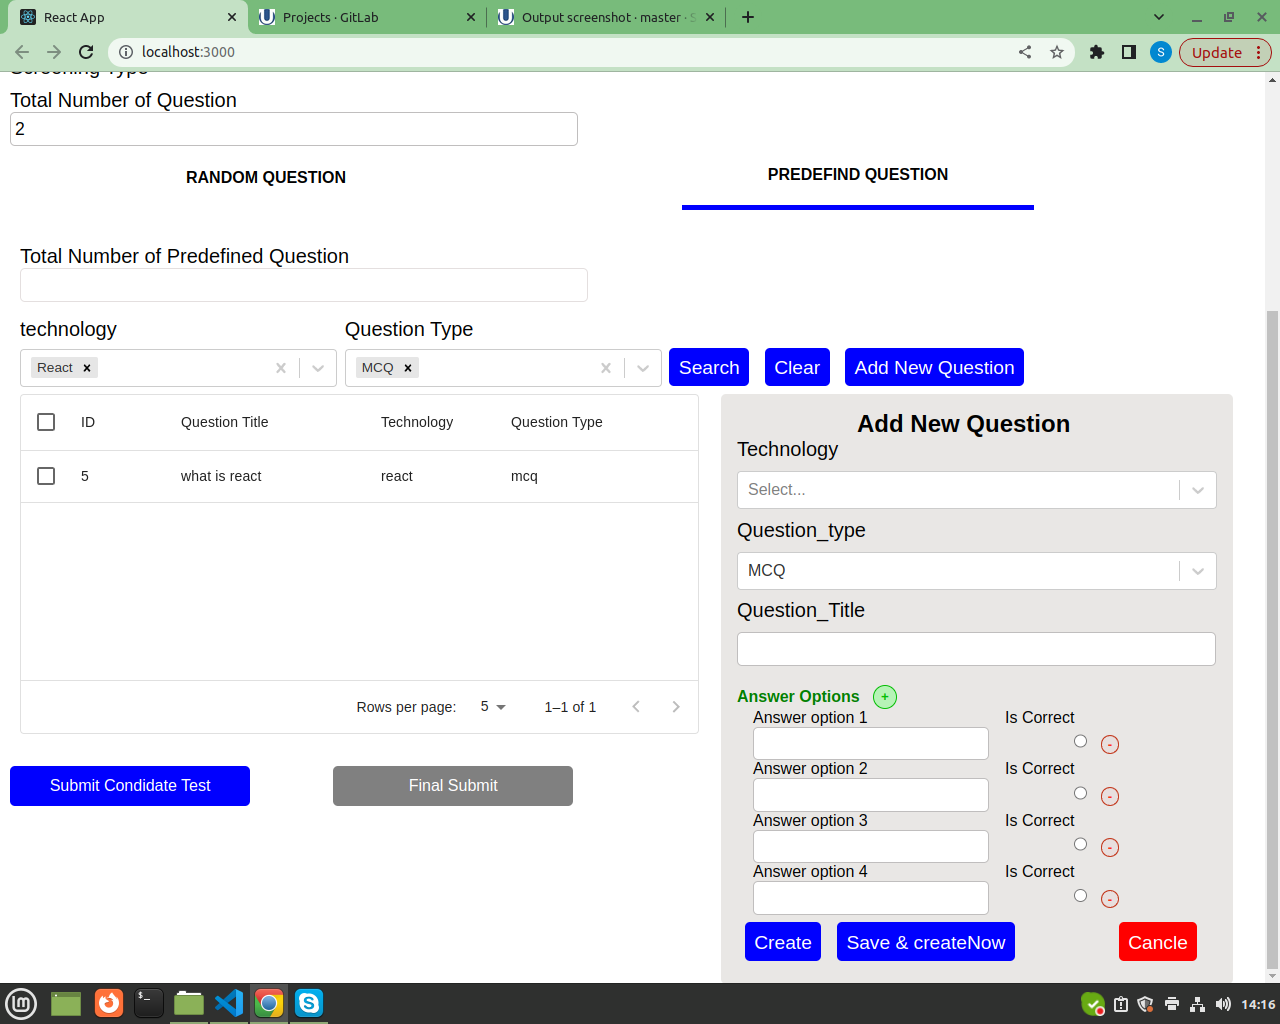 React App
Projects · GitLab
Output screenshot · master ·
localhost:3000
S
Update
Screening Type
Total Number of Question
2
RANDOM QUESTION
PREDEFIND QUESTION
Total Number of Predefined Question
technology
Question Type
React
MCQ
Search
Clear
Add New Question
ID
Question Title
Technology
Question Type
5
what is react
react
mcq
Rows per page:
5
1–1 of 1
Add New Question
Technology
Select...
Question_type
MCQ
Question_Title
Answer Options
+
Answer option 1
Is Correct
-
Answer option 2
Is Correct
-
Answer option 3
Is Correct
-
Answer option 4
Is Correct
-
Create
Save & createNow
Cancle
Submit Condidate Test
Final Submit
14:16